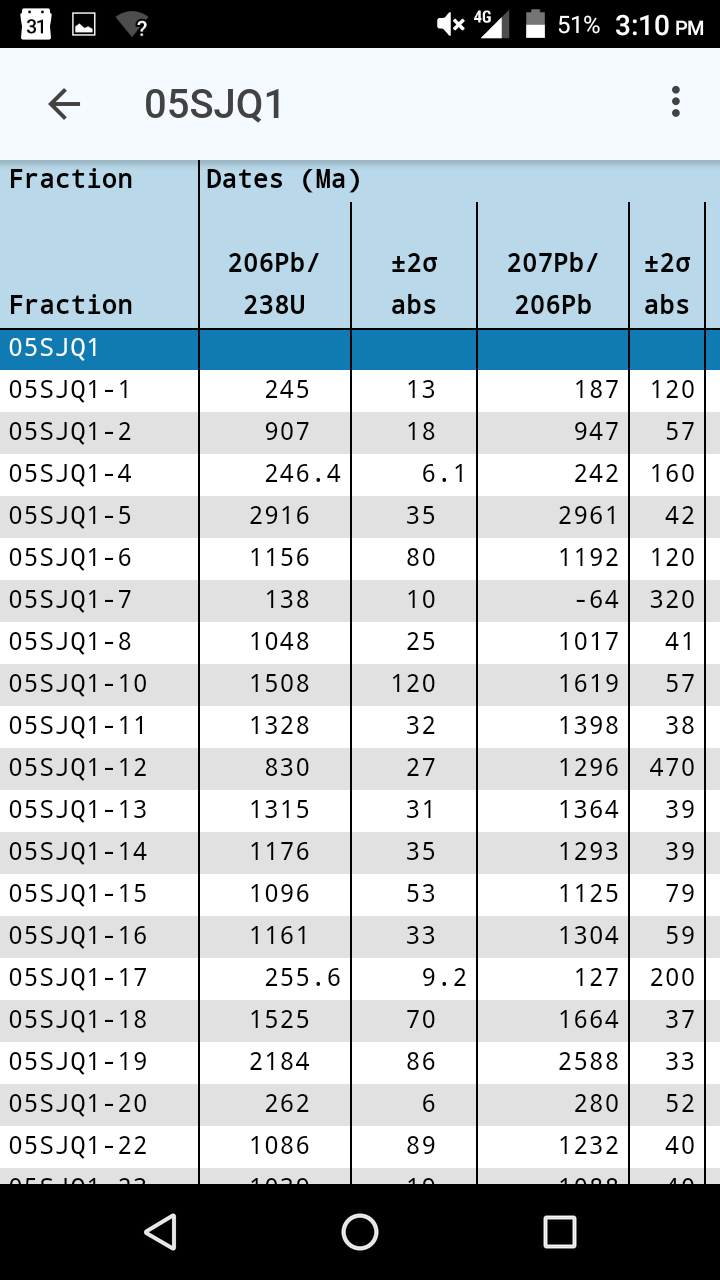 31 ? 4G 51% 3:10 PM
05SJQ1
Fraction Dates (Ma)
206Pb/ ±2σ 207Pb/ ±2σ
Fraction 238U abs 206Pb abs
05SJQ1
05SJQ1-1 245 13 187 120
05SJQ1-2 907 18 947 57
05SJQ1-4 246.4 6.1 242 160
05SJQ1-5 2916 35 2961 42
05SJQ1-6 1156 80 1192 120
05SJQ1-7 138 10 -64 320
05SJQ1-8 1048 25 1017 41
05SJQ1-10 1508 120 1619 57
05SJQ1-11 1328 32 1398 38
05SJQ1-12 830 27 1296 470
05SJQ1-13 1315 31 1364 39
05SJQ1-14 1176 35 1293 39
05SJQ1-15 1096 53 1125 79
05SJQ1-16 1161 33 1304 59
05SJQ1-17 255.6 9.2 127 200
05SJQ1-18 1525 70 1664 37
05SJQ1-19 2184 86 2588 33
05SJQ1-20 262 6 280 52
05SJQ1-22 1086 89 1232 40